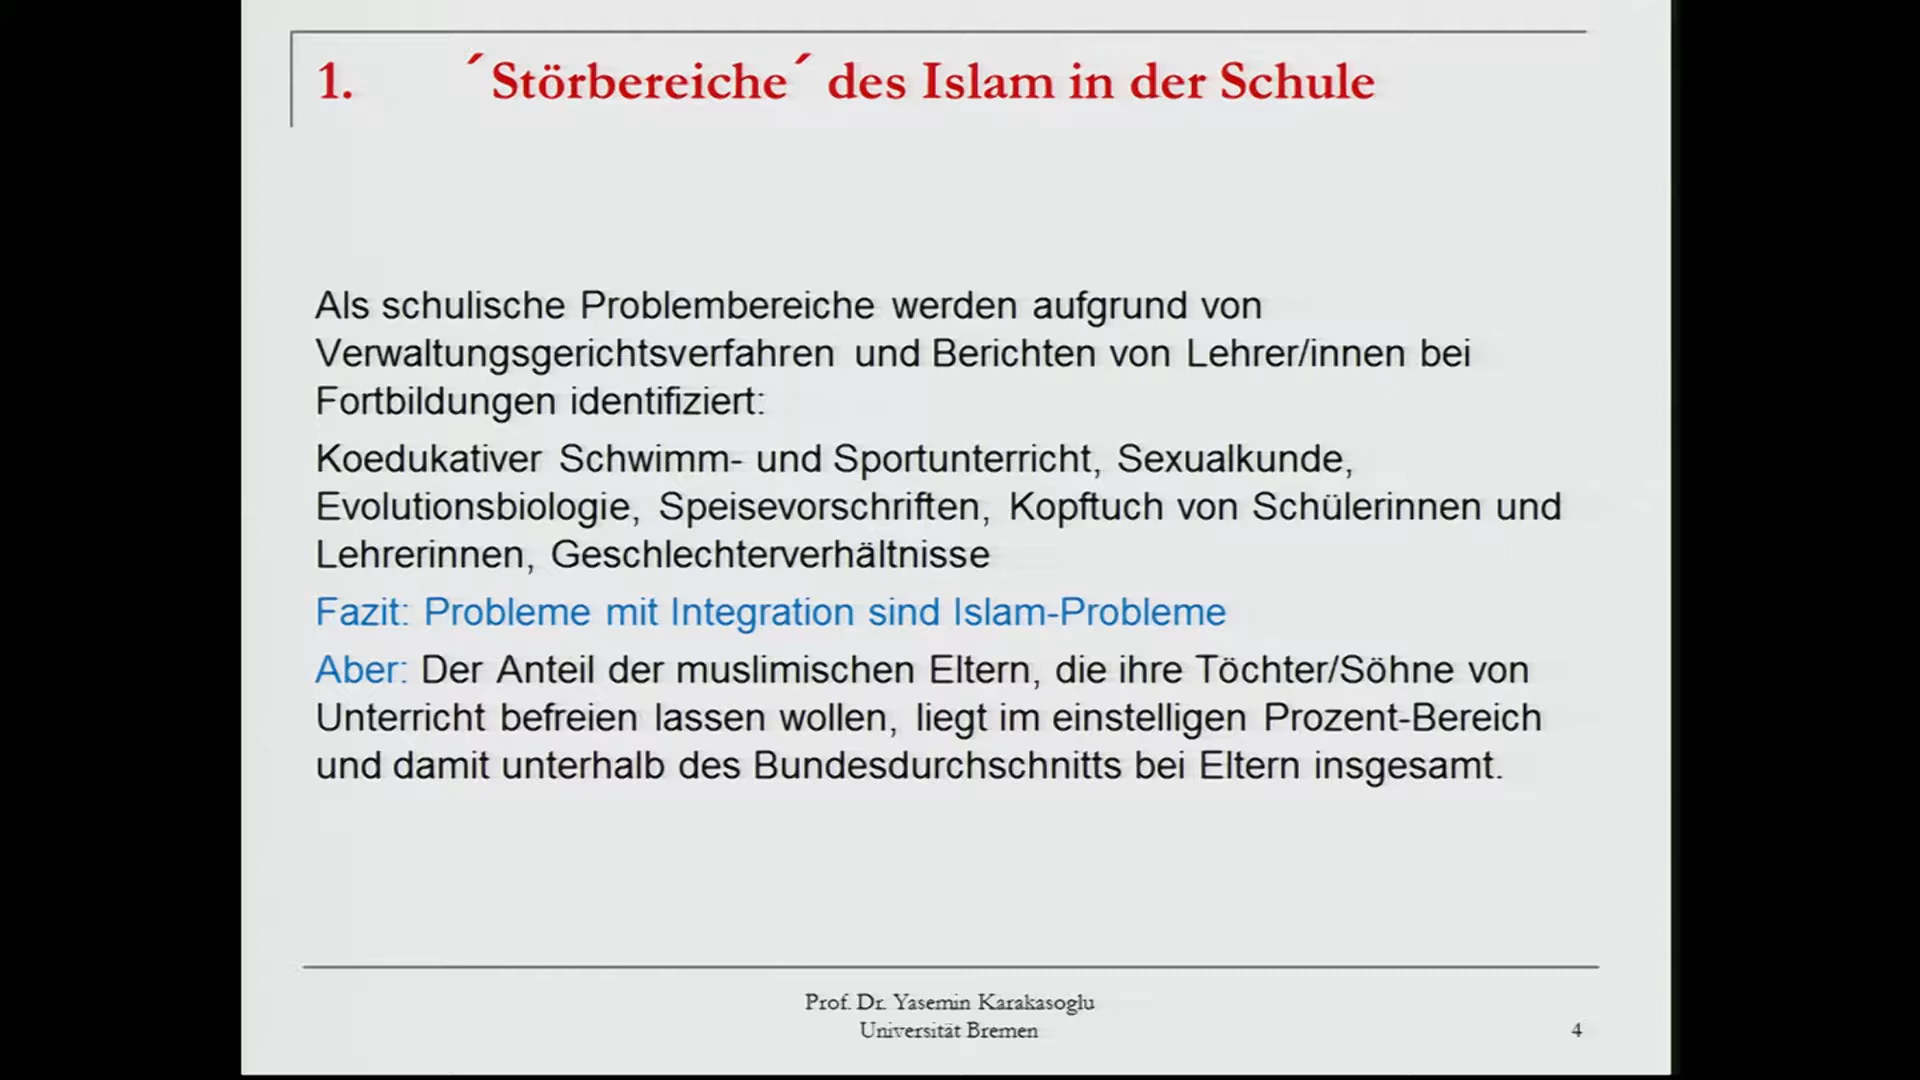 1. ´Störbereiche´ des Islam in der Schule
Als schulische Problembereiche werden aufgrund von
Verwaltungsgerichtsverfahren und Berichten von Lehrer/innen bei
Fortbildungen identifiziert:
Koedukativer Schwimm- und Sportunterricht, Sexualkunde,
Evolutionsbiologie, Speisevorschriften, Kopftuch von Schülerinnen und
Lehrerinnen, Geschlechterverhältnisse
Fazit: Probleme mit Integration sind Islam-Probleme
Aber: Der Anteil der muslimischen Eltern, die ihre Töchter/Söhne von
Unterricht befreien lassen wollen, liegt im einstelligen Prozent-Bereich
und damit unterhalb des Bundesdurchschnitts bei Eltern insgesamt.
Prof. Dr. Yasemin Karakasoglu
Universität Bremen
4